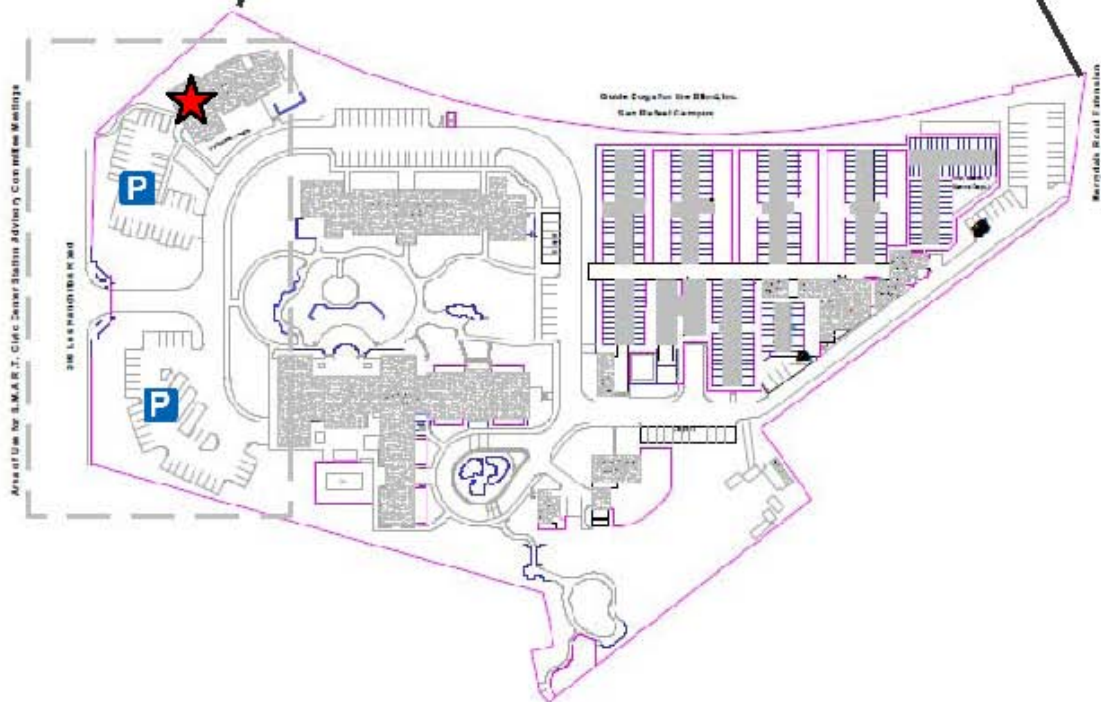 Guide Dogs for the Blind, Inc.
San Rafael Campus
Area of Use for S.M.A.R.T. Civic Center Station Advisory Committee Meetings
350 Los Ranchitos Road
Merrydale Road Extension
P
P